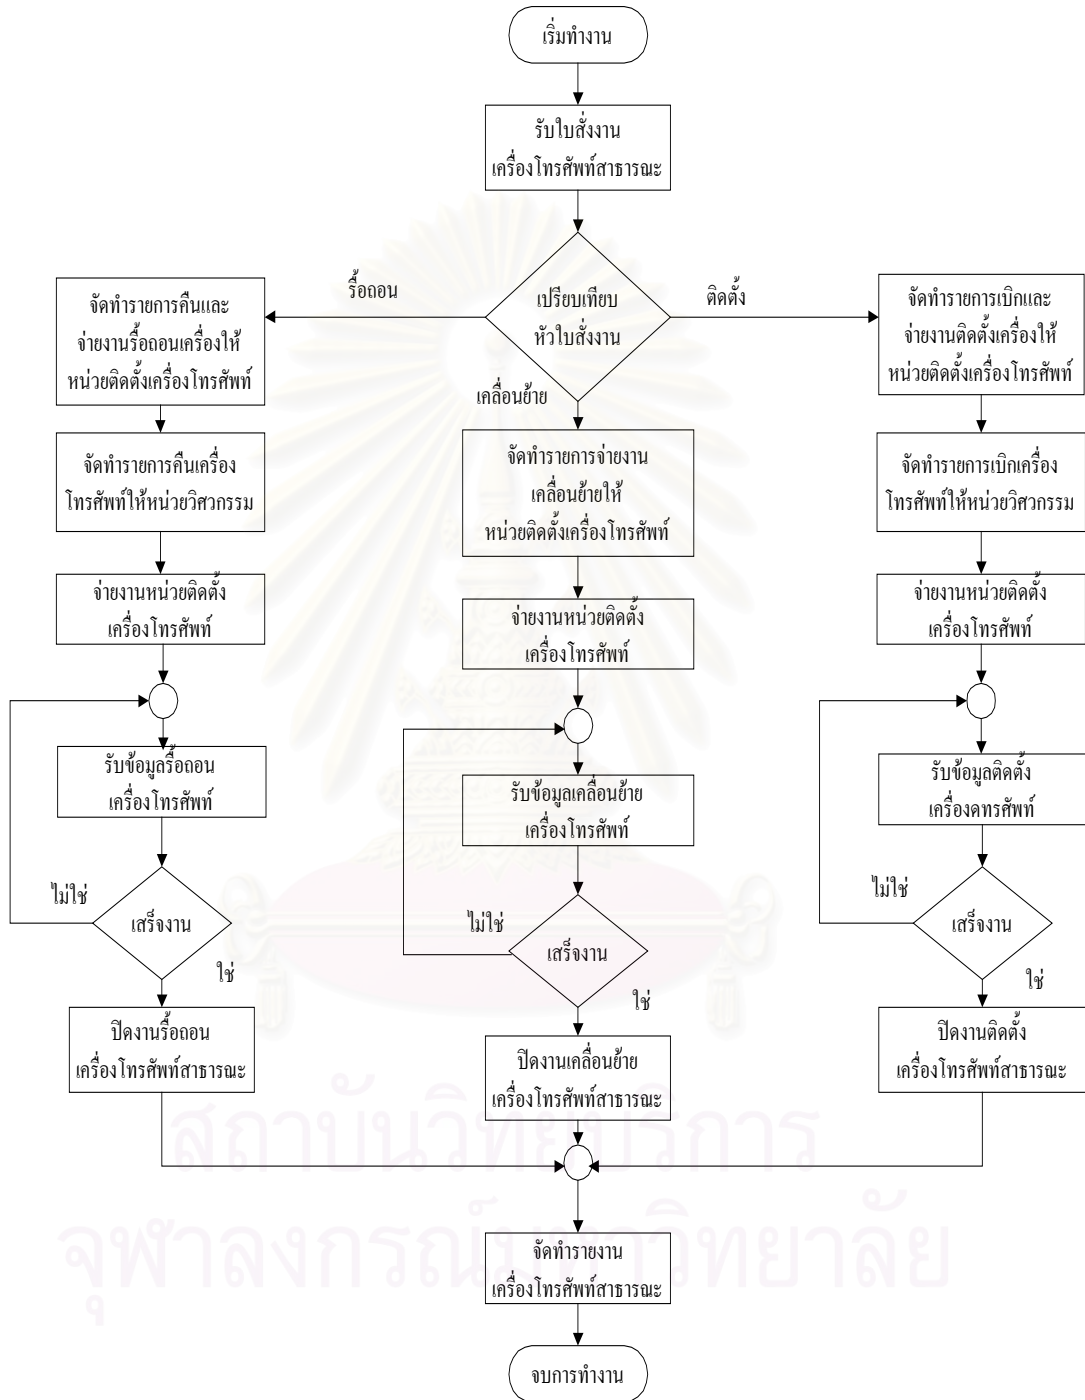 เริ่มทำงาน
รับใบสั่งงาน
เครื่องโทรศัพท์สาธารณะ
เปรียบเทียบ
หัวใบสั่งงาน
รื้อถอน
ติดตั้ง
เคลื่อนย้าย
จัดทำรายการคืนและ
จ่ายงานรื้อถอนเครื่องให้
หน่วยติดตั้งเครื่องโทรศัพท์
จัดทำรายการคืนเครื่อง
โทรศัพท์ให้หน่วยวิศวกรรม
จ่ายงานหน่วยติดตั้ง
เครื่องโทรศัพท์
รับข้อมูลรื้อถอน
เครื่องโทรศัพท์
ไม่ใช่
เสร็จงาน
ใช่
ปิดงานรื้อถอน
เครื่องโทรศัพท์สาธารณะ
จัดทำรายการจ่ายงาน
เคลื่อนย้ายให้
หน่วยติดตั้งเครื่องโทรศัพท์
จ่ายงานหน่วยติดตั้ง
เครื่องโทรศัพท์
รับข้อมูลเคลื่อนย้าย
เครื่องโทรศัพท์
ไม่ใช่
เสร็จงาน
ใช่
ปิดงานเคลื่อนย้าย
เครื่องโทรศัพท์สาธารณะ
จัดทำรายการเบิกและ
จ่ายงานติดตั้งเครื่องให้
หน่วยติดตั้งเครื่องโทรศัพท์
จัดทำรายการเบิกเครื่อง
โทรศัพท์ให้หน่วยวิศวกรรม
จ่ายงานหน่วยติดตั้ง
เครื่องโทรศัพท์
รับข้อมูลติดตั้ง
เครื่องดทรศัพท์
ไม่ใช่
เสร็จงาน
ใช่
ปิดงานติดตั้ง
เครื่องโทรศัพท์สาธารณะ
จัดทำรายงาน
เครื่องโทรศัพท์สาธารณะ
จบการทำงาน
สถาบันวิทยบริการ
จุฬาลงกรณ์มหาวิทยาลัย